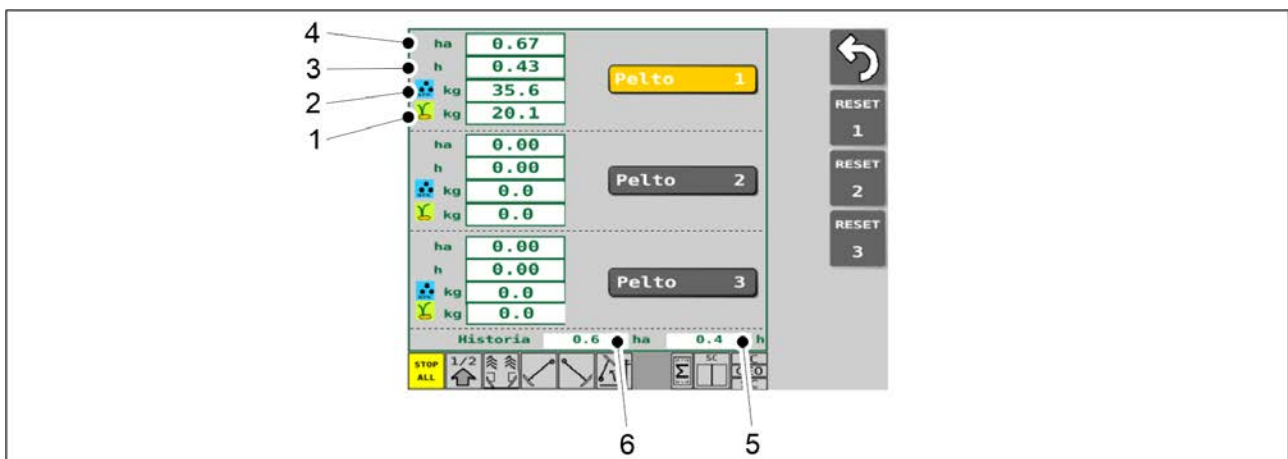 4 ha 0.67
3 h 0.43
2 kg 35.6
1 kg 20.1
Pelto 1
ha 0.00
h 0.00
kg 0.0
kg 0.0
Pelto 2
ha 0.00
h 0.00
kg 0.0
kg 0.0
Pelto 3
Historia 0.6 ha 0.4 h
STOP
ALL
1/2
Σ
SC
RESET
1
RESET
2
RESET
3
6
5